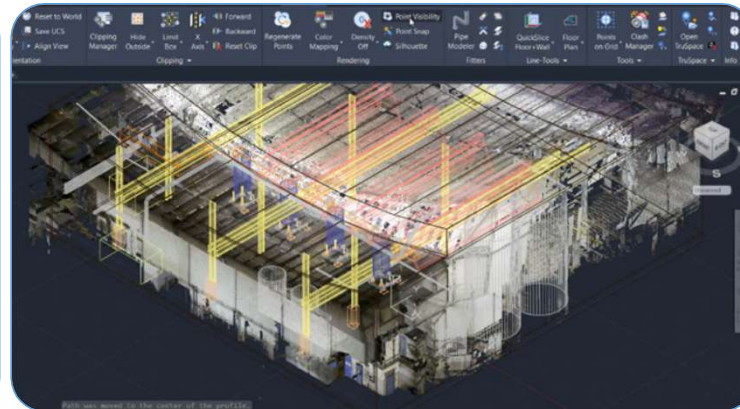 Reset to World
Save UCS
Align View
Clipping Manager
Hide Outside
Limit Box
X Axis
Forward
Backward
Reset Clip
Regenerate Points
Color Mapping
Density Off
Point Visibility
Point Snap
Silhouette
Pipe Modeler
QuickSlice Floor+Wall
Floor Plan
Points on Grid
Clash Manager
Open TruSpace
entation
Clipping
Rendering
Fitters
Line-Tools
Tools
TruSpace
Info
S
Unnamed
Path was moved to the center of the profile.